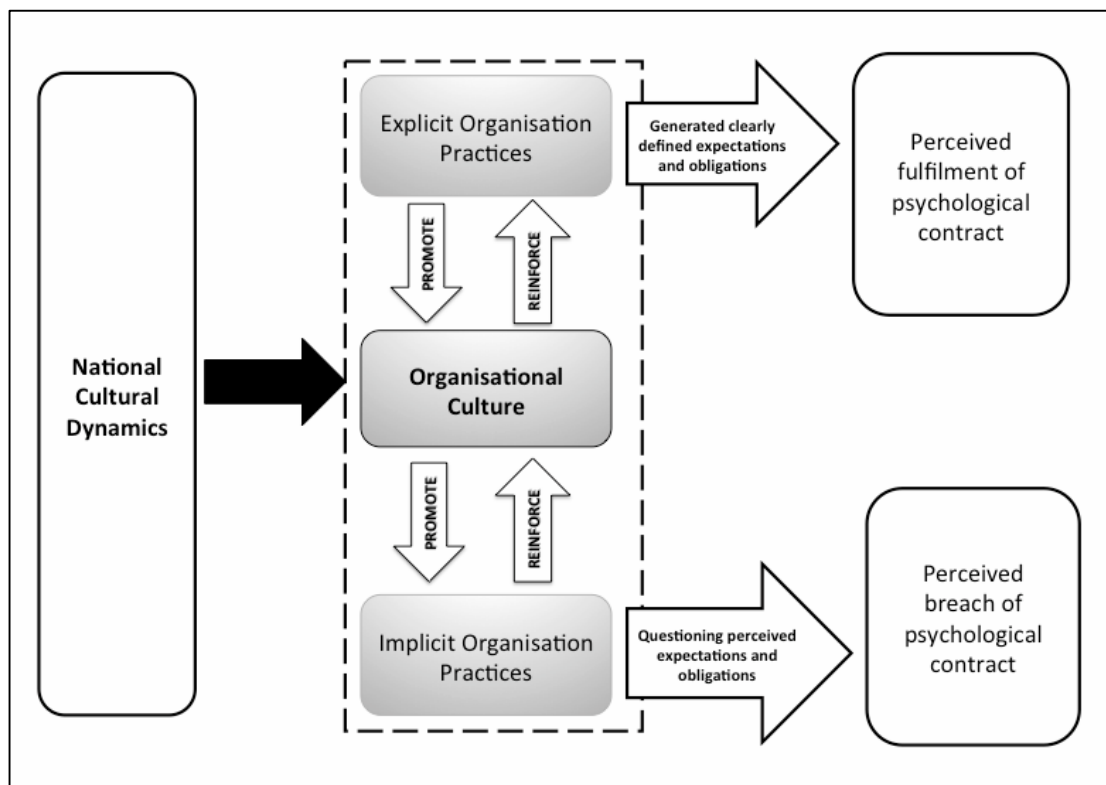 National
Cultural
Dynamics
Explicit Organisation
Practices
PROMOTE
REINFORCE
Organisational
Culture
PROMOTE
REINFORCE
Implicit Organisation
Practices
Generated clearly
defined expectations
and obligations
Perceived
fulfilment of
psychological
contract
Questioning perceived
expectations and
obligations
Perceived
breach of
psychological
contract